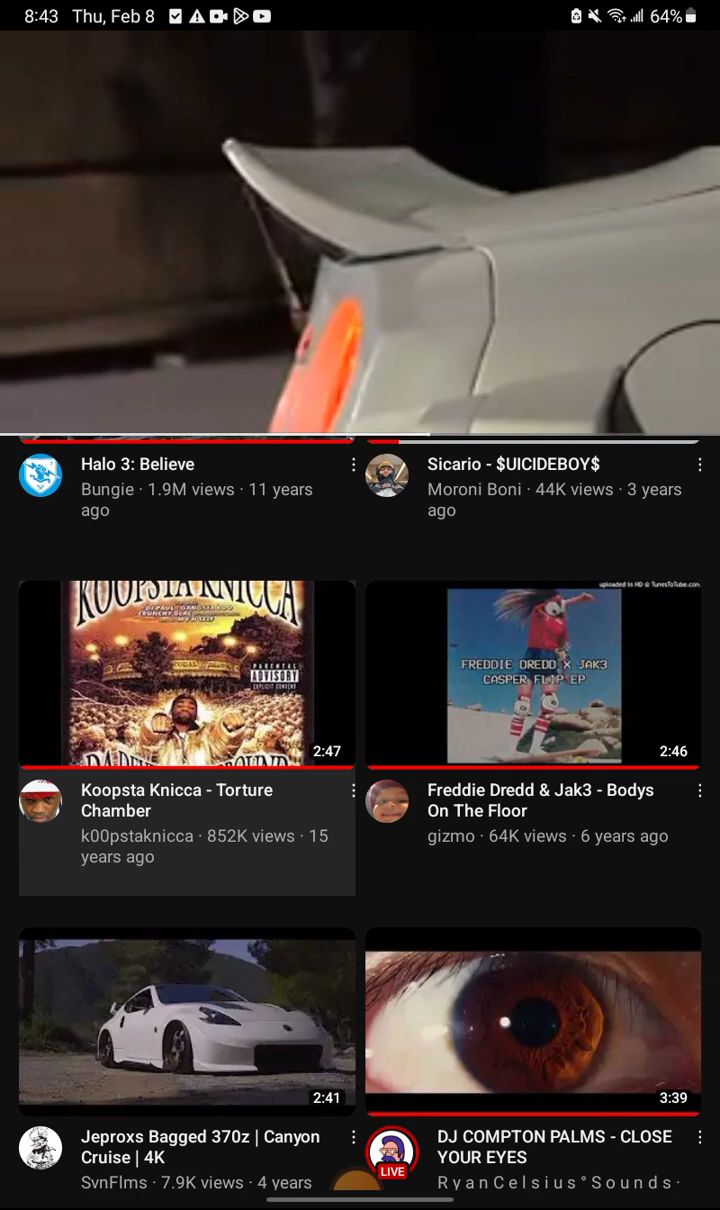 8:43 Thu, Feb 8
64%
Halo 3: Believe
Bungie · 1.9M views · 11 years
ago
Sicario - $UICIDEBOY$
Moroni Boni · 44K views · 3 years
ago
KOOPSTA KNICCA
PARENTAL
ADVISORY
EXPLICIT CONTENT
2:47
Koopsta Knicca - Torture
Chamber
k00pstaknicca · 852K views · 15
years ago
uploaded in HD @ TunesToTube.com
FREDDIE DREDD X JAK3
CASPER FLIP EP
2:46
Freddie Dredd & Jak3 - Bodys
On The Floor
gizmo · 64K views · 6 years ago
2:41
Jeproxs Bagged 370z | Canyon
Cruise | 4K
SvnFlms · 7.9K views · 4 years
3:39
DJ COMPTON PALMS - CLOSE
YOUR EYES
LIVE
R y a n C e l s i u s ° S o u n d s ·